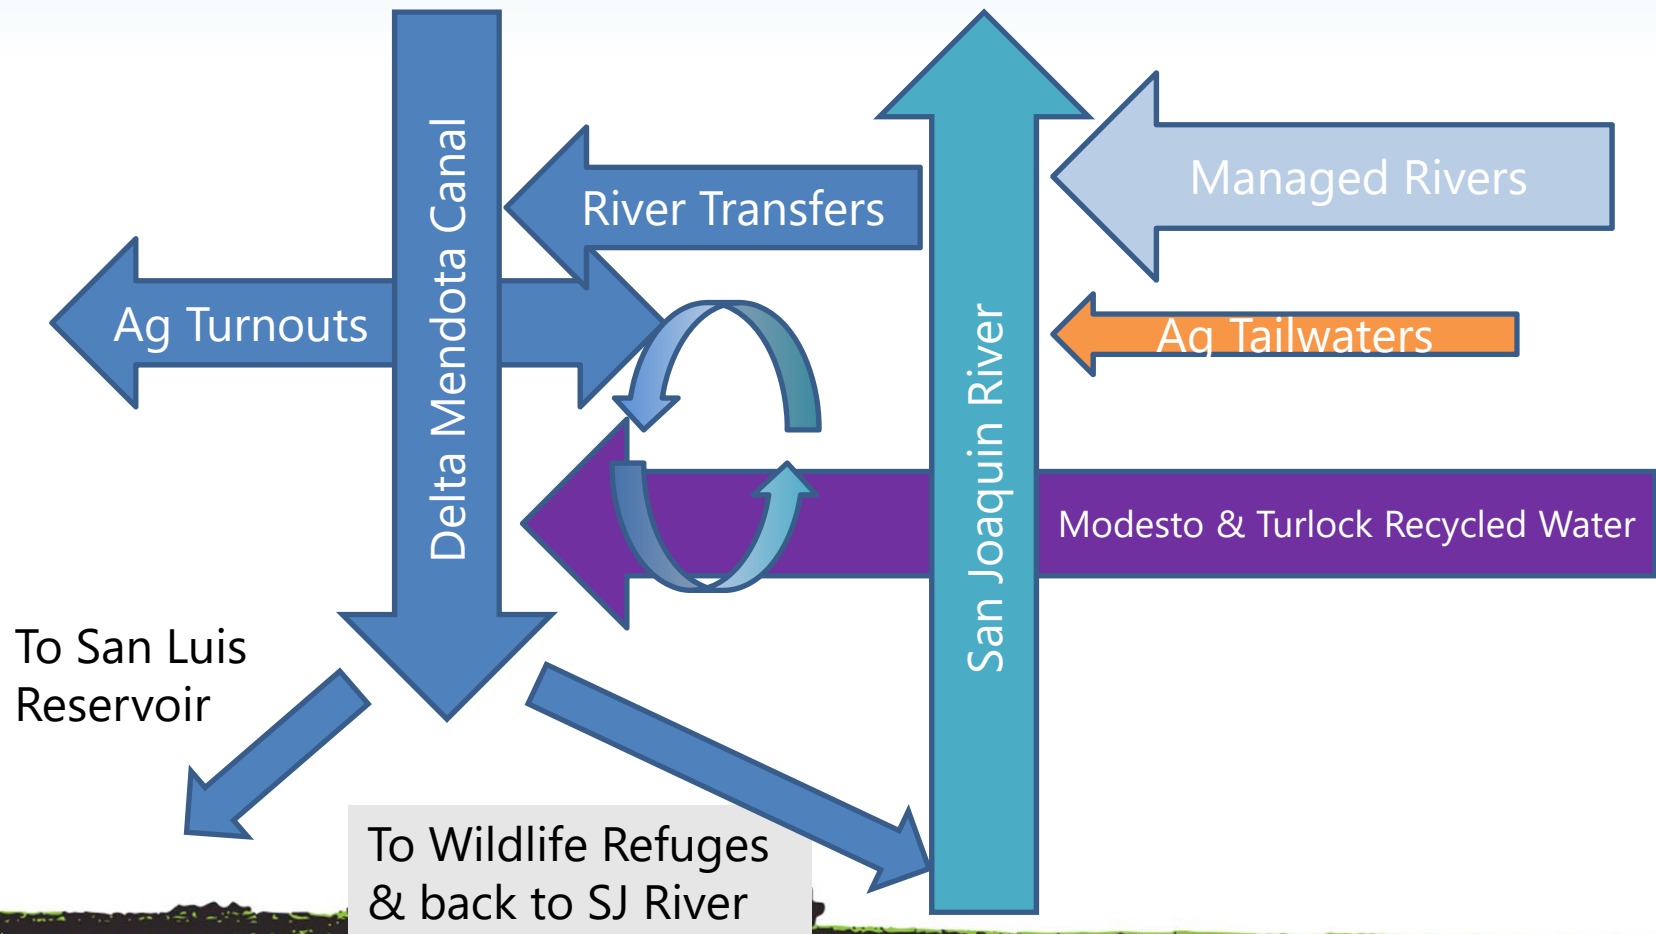 Managed Rivers
River Transfers
Ag Turnouts
Delta Mendota Canal
Ag Tailwaters
San Joaquin River
Modesto & Turlock Recycled Water
To San Luis
Reservoir
To Wildlife Refuges
& back to SJ River